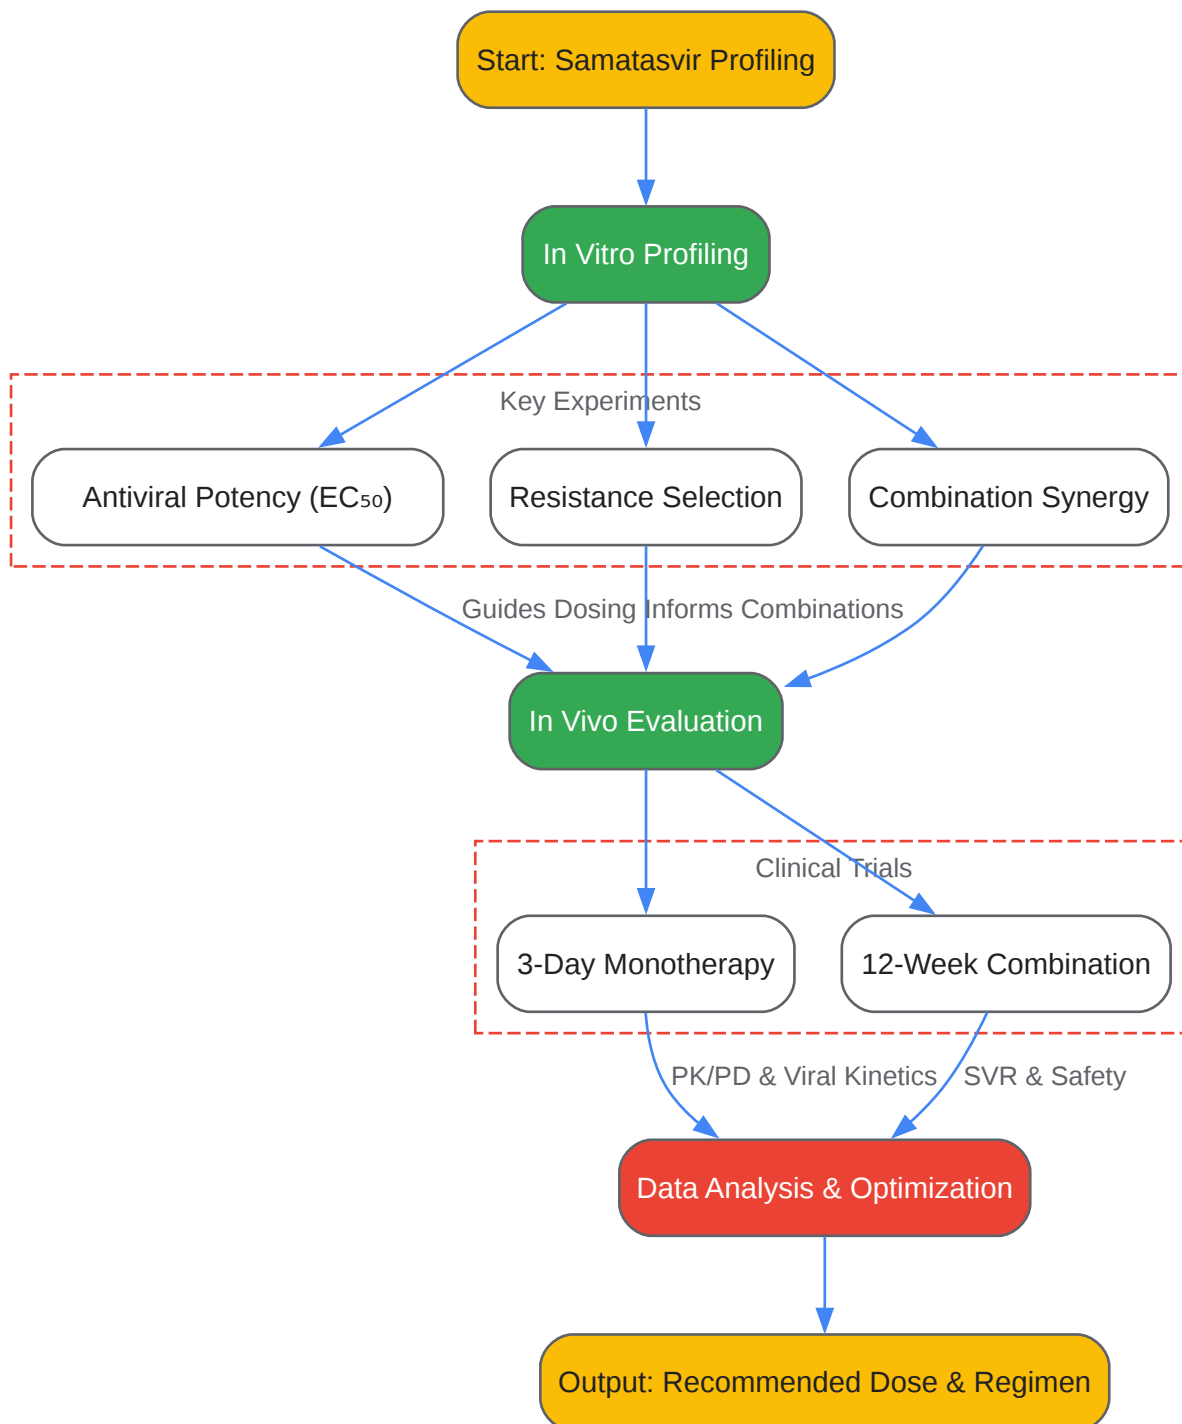 Start: Samatasvir Profiling
In Vitro Profiling
Key Experiments
Antiviral Potency (EC₅₀)
Resistance Selection
Combination Synergy
Guides Dosing
Informs Combinations
In Vivo Evaluation
Clinical Trials
3-Day Monotherapy
12-Week Combination
PK/PD & Viral Kinetics
SVR & Safety
Data Analysis & Optimization
Output: Recommended Dose & Regimen